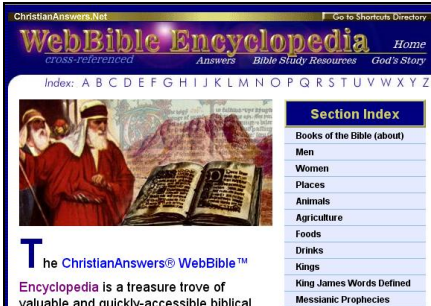 ChristianAnswers.Net
Go to Shortcuts Directory
WebBible Encyclopedia
Home
cross-referenced
Answers Bible Study Resources God's Story
Index: A B C D E F G H I J K L M N O P Q R S T U V W X Y Z
Section Index
Books of the Bible (about)
Men
Women
Places
Animals
Agriculture
Foods
Drinks
Kings
King James Words Defined
Messianic Prophecies
The ChristianAnswers® WebBible™
Encyclopedia is a treasure trove of
valuable and quickly-accessible biblical